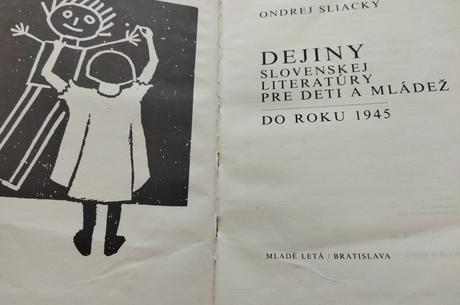 ONDREJ SLIACKY
DEJINY
SLOVENSKEJ
LITERATÚRY
PRE DETI A MLÁDEŽ
DO ROKU 1945
MLADÉ LETÁ / BRATISLAVA